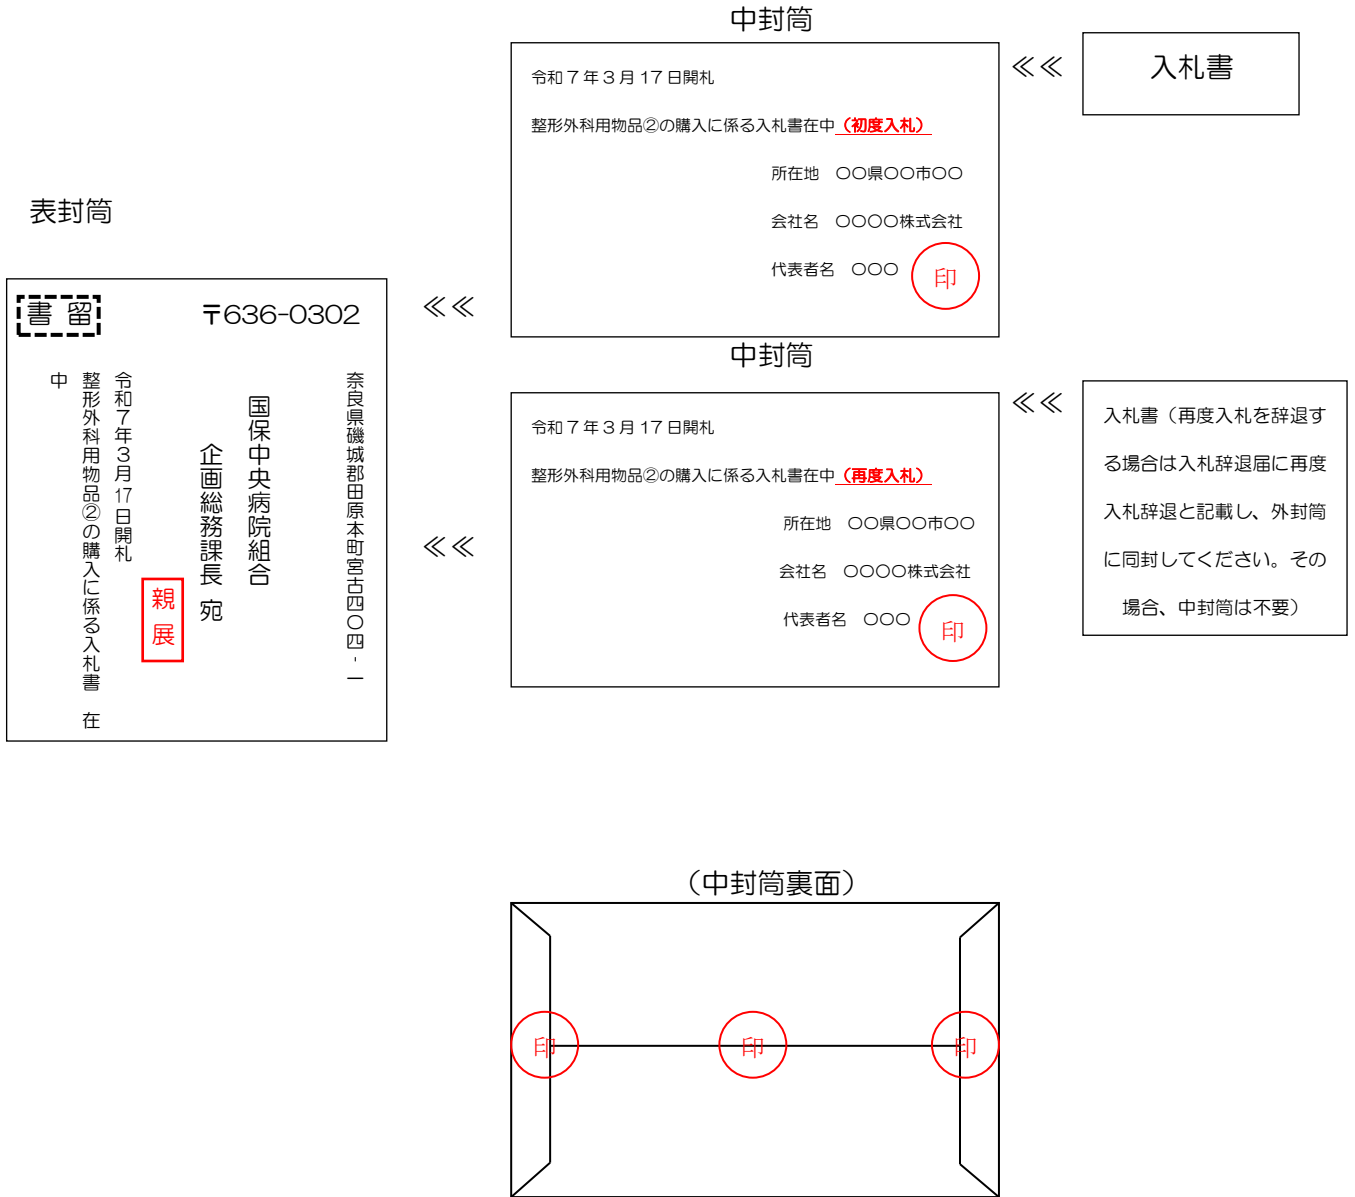 中封筒
令和7年3月17日開札
整形外科用物品②の購入に係る入札書在中（初度入札）
所在地　〇〇県〇〇市〇〇
会社名　〇〇〇〇株式会社
代表者名　〇〇〇
印
≪≪
入札書
表封筒
書留
〒636-0302
奈良県磯城郡田原本町宮古四〇四-一
国保中央病院組合
企画総務課長 宛
親展
令和7年3月17日開札
整形外科用物品②の購入に係る入札書　在
中
≪≪
≪≪
中封筒
令和7年3月17日開札
整形外科用物品②の購入に係る入札書在中（再度入札）
所在地　〇〇県〇〇市〇〇
会社名　〇〇〇〇株式会社
代表者名　〇〇〇
印
≪≪
入札書（再度入札を辞退す
る場合は入札辞退届に再度
入札辞退と記載し、外封筒
に同封してください。その
場合、中封筒は不要）
（中封筒裏面）
印
印
印